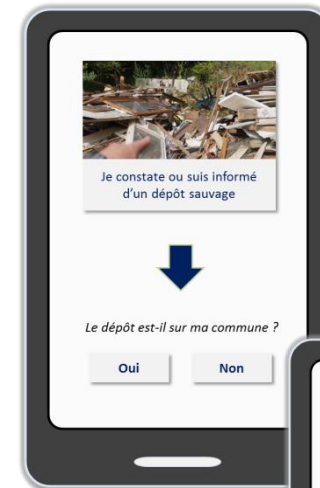 Je constate ou suis informé
d'un dépôt sauvage
Le dépôt est-il sur ma commune ?
Oui
Non